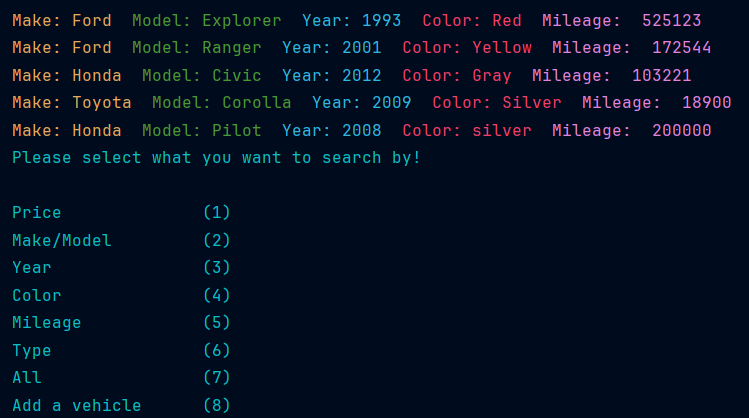 Make: Ford  Model: Explorer  Year: 1993  Color: Red  Mileage:  525123
Make: Ford  Model: Ranger  Year: 2001  Color: Yellow  Mileage:  172544
Make: Honda  Model: Civic  Year: 2012  Color: Gray  Mileage:  103221
Make: Toyota  Model: Corolla  Year: 2009  Color: Silver  Mileage:  18900
Make: Honda  Model: Pilot  Year: 2008  Color: silver  Mileage:  200000
Please select what you want to search by!
Price              (1)
Make/Model         (2)
Year               (3)
Color              (4)
Mileage            (5)
Type               (6)
All                (7)
Add a vehicle      (8)